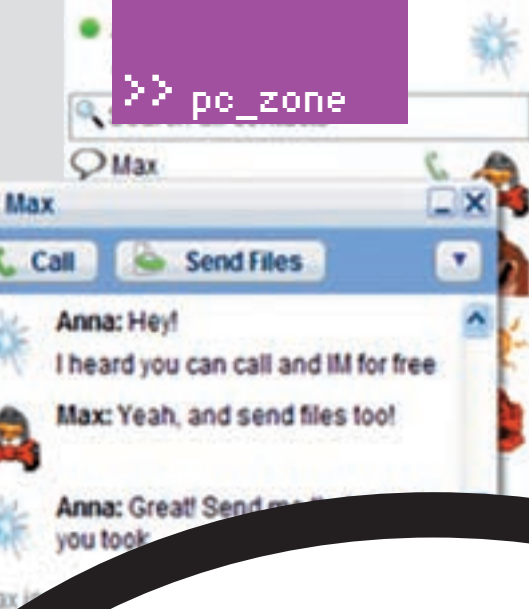 >> pc_zone
Max
Max
Call Send Files
Anna: Hey!
I heard you can call and IM for free
Max: Yeah, and send files too!
Anna: Great! Send
you took